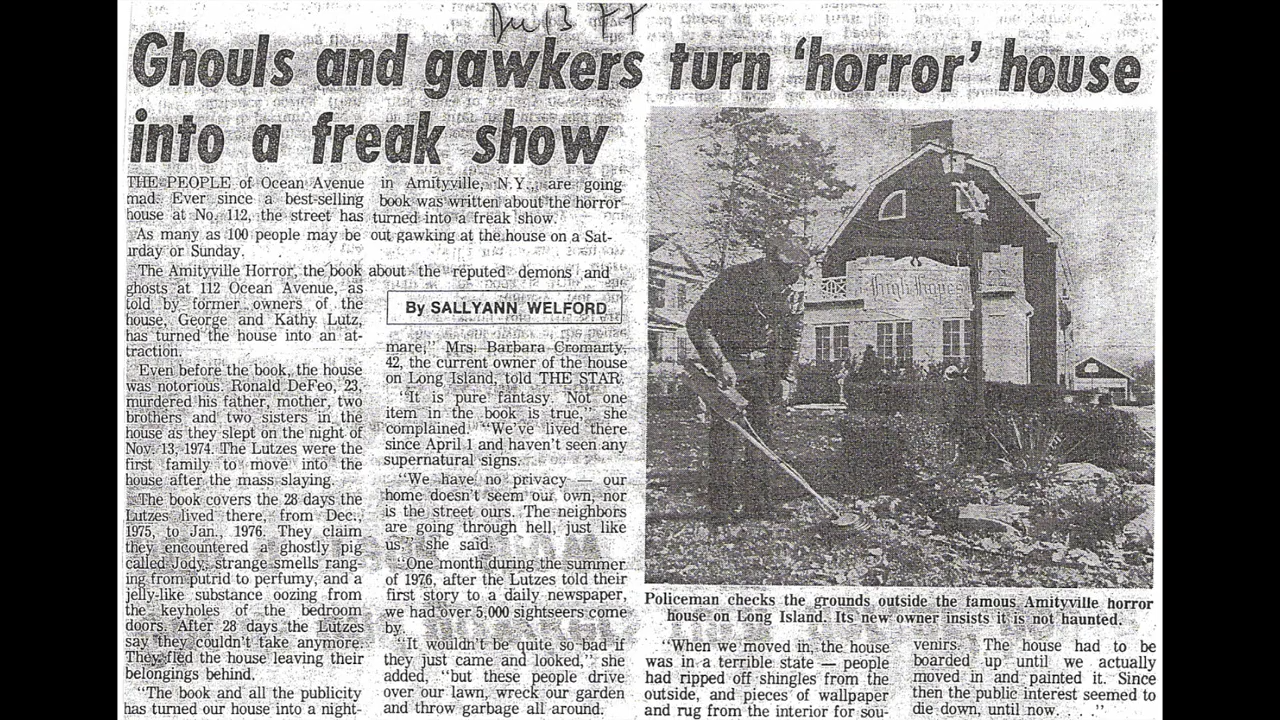 13
Ghouls and gawkers turn 'horror' house
into a freak show
THE PEOPLE of Ocean Avenue in Amityville, N.Y., are going
mad. Ever since a best-selling book was written about the horror
house at No. 112, the street has turned into a freak show.
As many as 100 people may be out gawking at the house on a Sat-
urday or Sunday.
The Amityville Horror, the book about the reputed demons and
ghosts at 112 Ocean Avenue, as
told by former owners of the
house, George and Kathy Lutz,
has turned the house into an at-
traction.
Even before the book, the house
was notorious. Ronald DeFeo, 23,
murdered his father, mother, two
brothers and two sisters in the
house as they slept on the night of
Nov. 13, 1974. The Lutzes were the
first family to move into the
house after the mass slaying.
The book covers the 28 days the
Lutzes lived there, from Dec.,
1975, to Jan., 1976. They claim
they encountered a ghostly pig
called Jody, strange smells rang-
ing from putrid to perfumy, and a
jelly-like substance oozing from
the keyholes of the bedroom
doors. After 28 days the Lutzes
say they couldn't take anymore.
They fled the house leaving their
belongings behind.
"The book and all the publicity
has turned our house into a night-
By SALLYANN WELFORD
mare," Mrs. Barbara Cromarty,
42, the current owner of the house
on Long Island, told THE STAR.
"It is pure fantasy. Not one
item in the book is true," she
complained. "We've lived there
since April 1 and haven't seen any
supernatural signs.
"We have no privacy — our
home doesn't seem our own, nor
is the street ours. The neighbors
are going through hell, just like
us," she said.
"One month during the summer
of 1976, after the Lutzes told their
first story to a daily newspaper,
we had over 5,000 sightseers come
by.
"It wouldn't be quite so bad if
they just came and looked," she
added, "but these people drive
over our lawn, wreck our garden
and throw garbage all around.
High Hopes
Policeman checks the grounds outside the famous Amityville horror
house on Long Island. Its new owner insists it is not haunted.
"When we moved in, the house
was in a terrible state — people
had ripped off shingles from the
outside, and pieces of wallpaper
and rug from the interior for sou-
venirs. The house had to be
boarded up until we actually
moved in and painted it. Since
then the public interest seemed to
die down, until now. . . ."